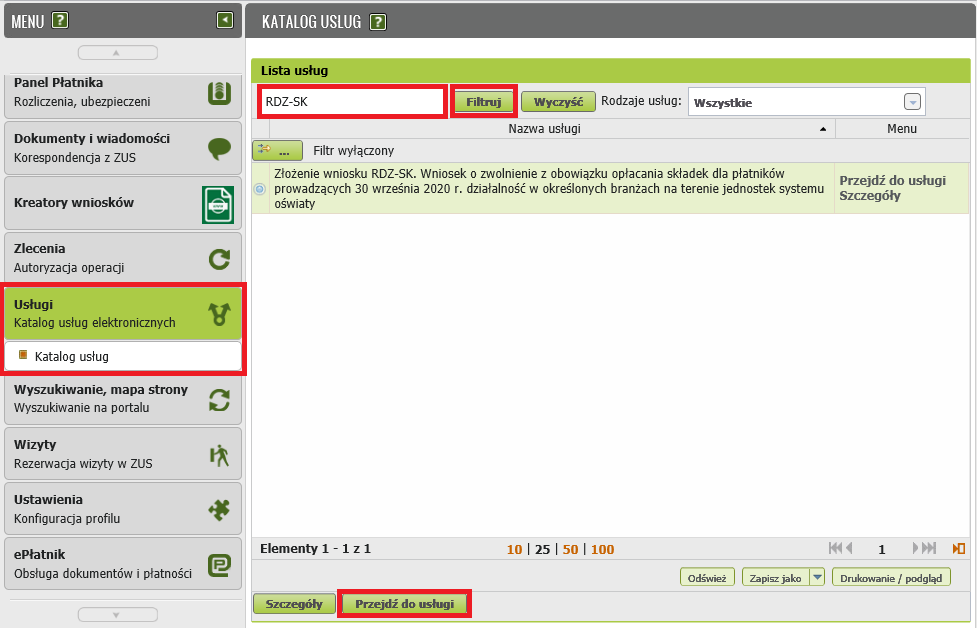 MENU ?
KATALOG USLUG ?
Panel Płatnika
Rozliczenia, ubezpieczeni
Dokumenty i wiadomości
Korespondencja z ZUS
Kreatory wniosków
Zlecenia
Autoryzacja operacji
Usługi
Katalog usług elektronicznych
Katalog usług
Wyszukiwanie, mapa strony
Wyszukiwanie na portalu
Wizyty
Rezerwacja wizyty w ZUS
Ustawienia
Konfiguracja profilu
ePłatnik
Obsługa dokumentów i płatności
Lista usług
RDZ-SK Filtruj Wyczyść Rodzaje usług: Wszystkie
Nazwa usługi Menu
... Filtr wyłączony
Złożenie wniosku RDZ-SK. Wniosek o zwolnienie z obowiązku opłacania składek dla płatników
prowadzących 30 września 2020 r. działalność w określonych branżach na terenie jednostek systemu
oświaty
Przejdź do usługi
Szczegóły
Elementy 1 - 1 z 1 10 | 25 | 50 | 100 1
Odśwież Zapisz jako Drukowanie / podgląd
Szczegóły Przejdź do usługi